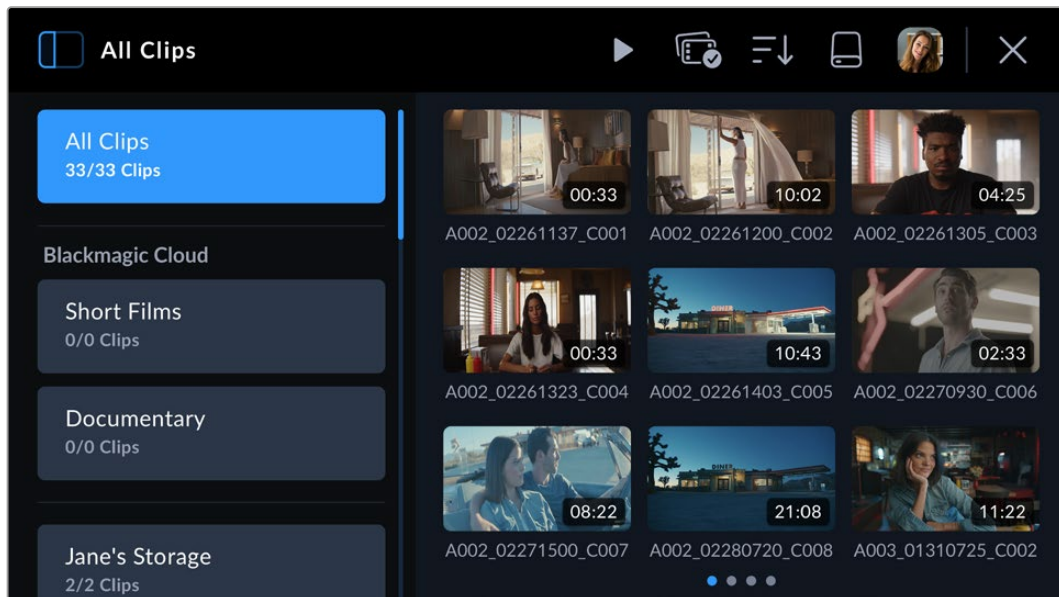 All Clips
All Clips
33/33 Clips
Blackmagic Cloud
Short Films
0/0 Clips
Documentary
0/0 Clips
Jane's Storage
2/2 Clips
00:33
10:02
04:25
A002_02261137_C001
A002_02261200_C002
A002_02261305_C003
DINER
00:33
10:43
02:33
A002_02261323_C004
A002_02261403_C005
A002_02270930_C006
DINER
08:22
21:08
11:22
A002_02271500_C007
A002_02280720_C008
A003_01310725_C002